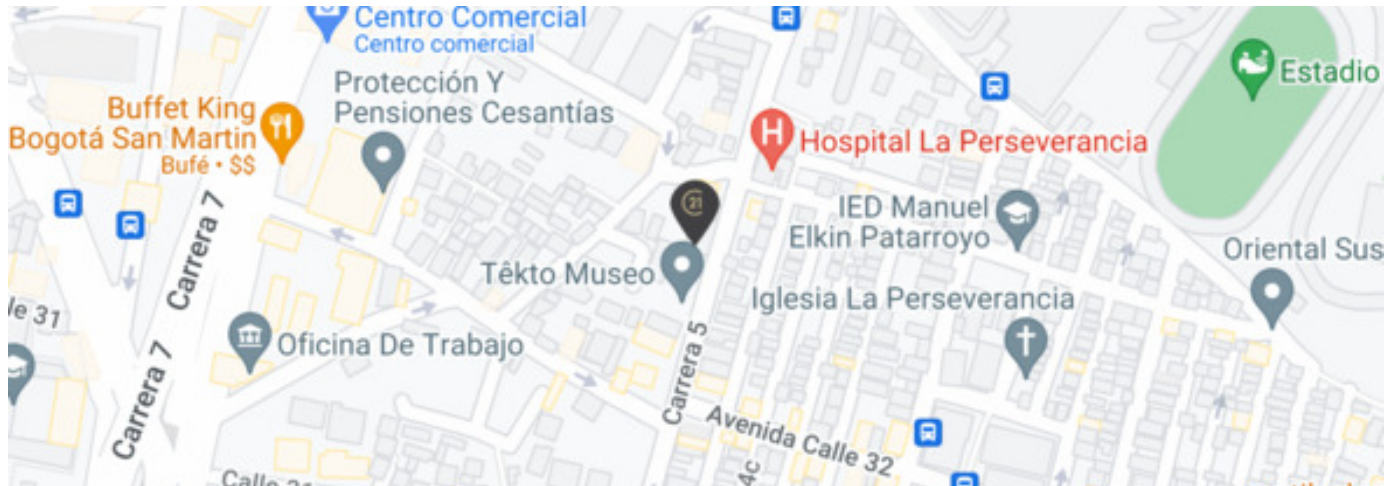 Centro Comercial
Centro comercial
Protección Y
Pensiones Cesantías
Buffet King
Bogotá San Martin
Bufé • $$
Estadio
H
Hospital La Perseverancia
21
IED Manuel
Elkin Patarroyo
Carrera 7
Têkto Museo
Oriental Sus
Iglesia La Perseverancia
le 31
Oficina De Trabajo
Carrera 5
Carrera 7
Avenida Calle 32
4c